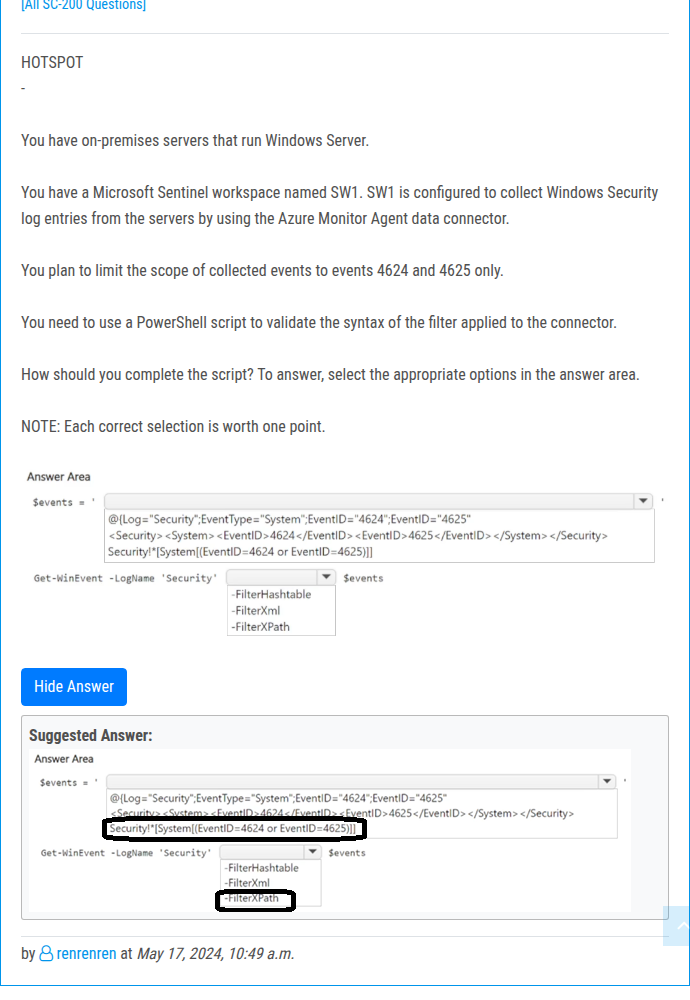 [All SC-200 Questions]
HOTSPOT
-
You have on-premises servers that run Windows Server.
You have a Microsoft Sentinel workspace named SW1. SW1 is configured to collect Windows Security
log entries from the servers by using the Azure Monitor Agent data connector.
You plan to limit the scope of collected events to events 4624 and 4625 only.
You need to use a PowerShell script to validate the syntax of the filter applied to the connector.
How should you complete the script? To answer, select the appropriate options in the answer area.
NOTE: Each correct selection is worth one point.
Answer Area
$events = ' '
@{Log="Security";EventType="System";EventID="4624";EventID="4625"
<Security> <System> <EventID>4624</EventID> <EventID>4625</EventID> </System> </Security>
Security!*[System[(EventID=4624 or EventID=4625)]]
Get-WinEvent -LogName 'Security' $events
-FilterHashtable
-FilterXml
-FilterXPath
Hide Answer
Suggested Answer:
Answer Area
$events = ' '
@{Log="Security";EventType="System";EventID="4624";EventID="4625"
<Security> <System> <EventID>4624</EventID> <EventID>4625</EventID> </System> </Security>
Security!*[System[(EventID=4624 or EventID=4625)]]
Get-WinEvent -LogName 'Security' $events
-FilterHashtable
-FilterXml
-FilterXPath
by renrenren at May 17, 2024, 10:49 a.m.